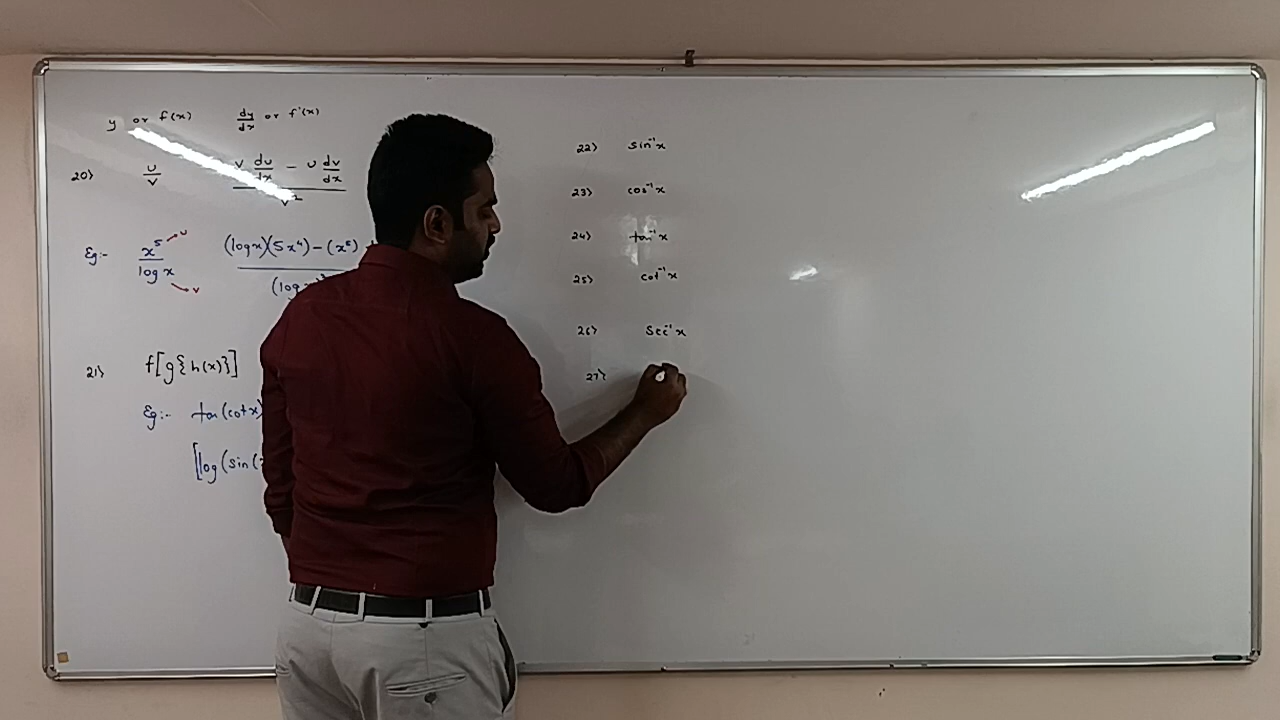 y or f(x) dy/dx or f'(x)
20) u/v (v du/dx - u dv/dx)/v²
Eg:- x⁵/log x → u → v ((log x)(5x⁴) - (x⁵)
21) f[g{h(x)}]
Eg:- tan(cot x)
[log(sin(
22) sin⁻¹x
23) cos⁻¹x
24) tan⁻¹x
25) cot⁻¹x
26) sec⁻¹x
27)